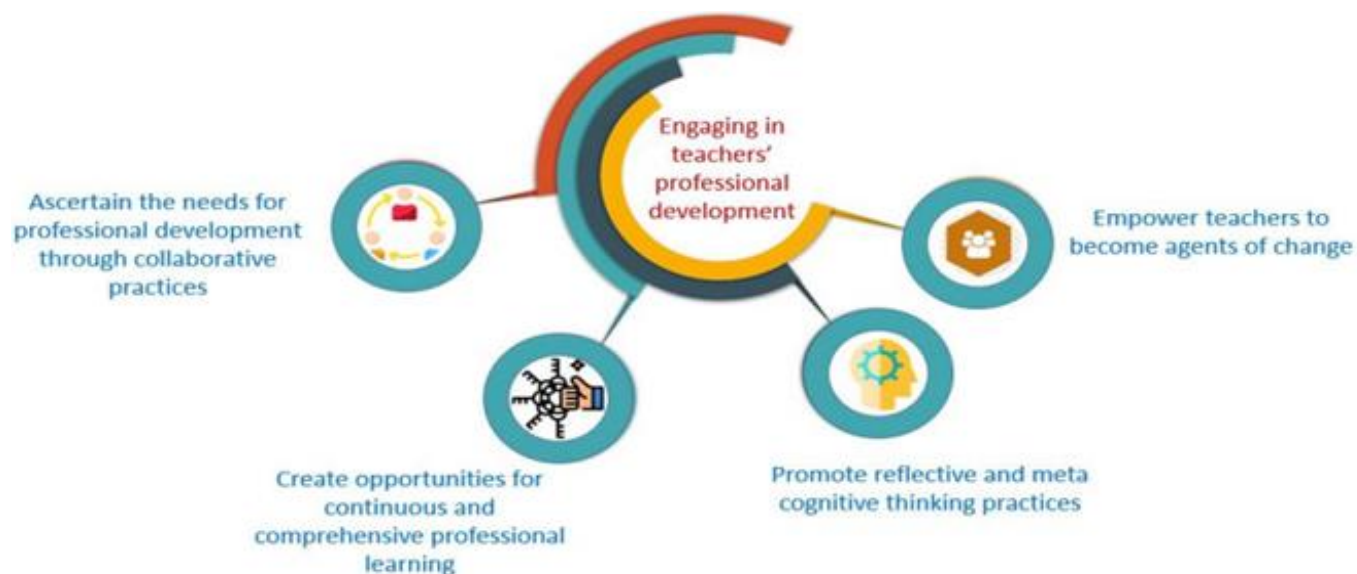 Engaging in
teachers'
professional
development
Ascertain the needs for
professional development
through collaborative
practices
Empower teachers to
become agents of change
Create opportunities for
continuous and
comprehensive professional
learning
Promote reflective and meta
cognitive thinking practices